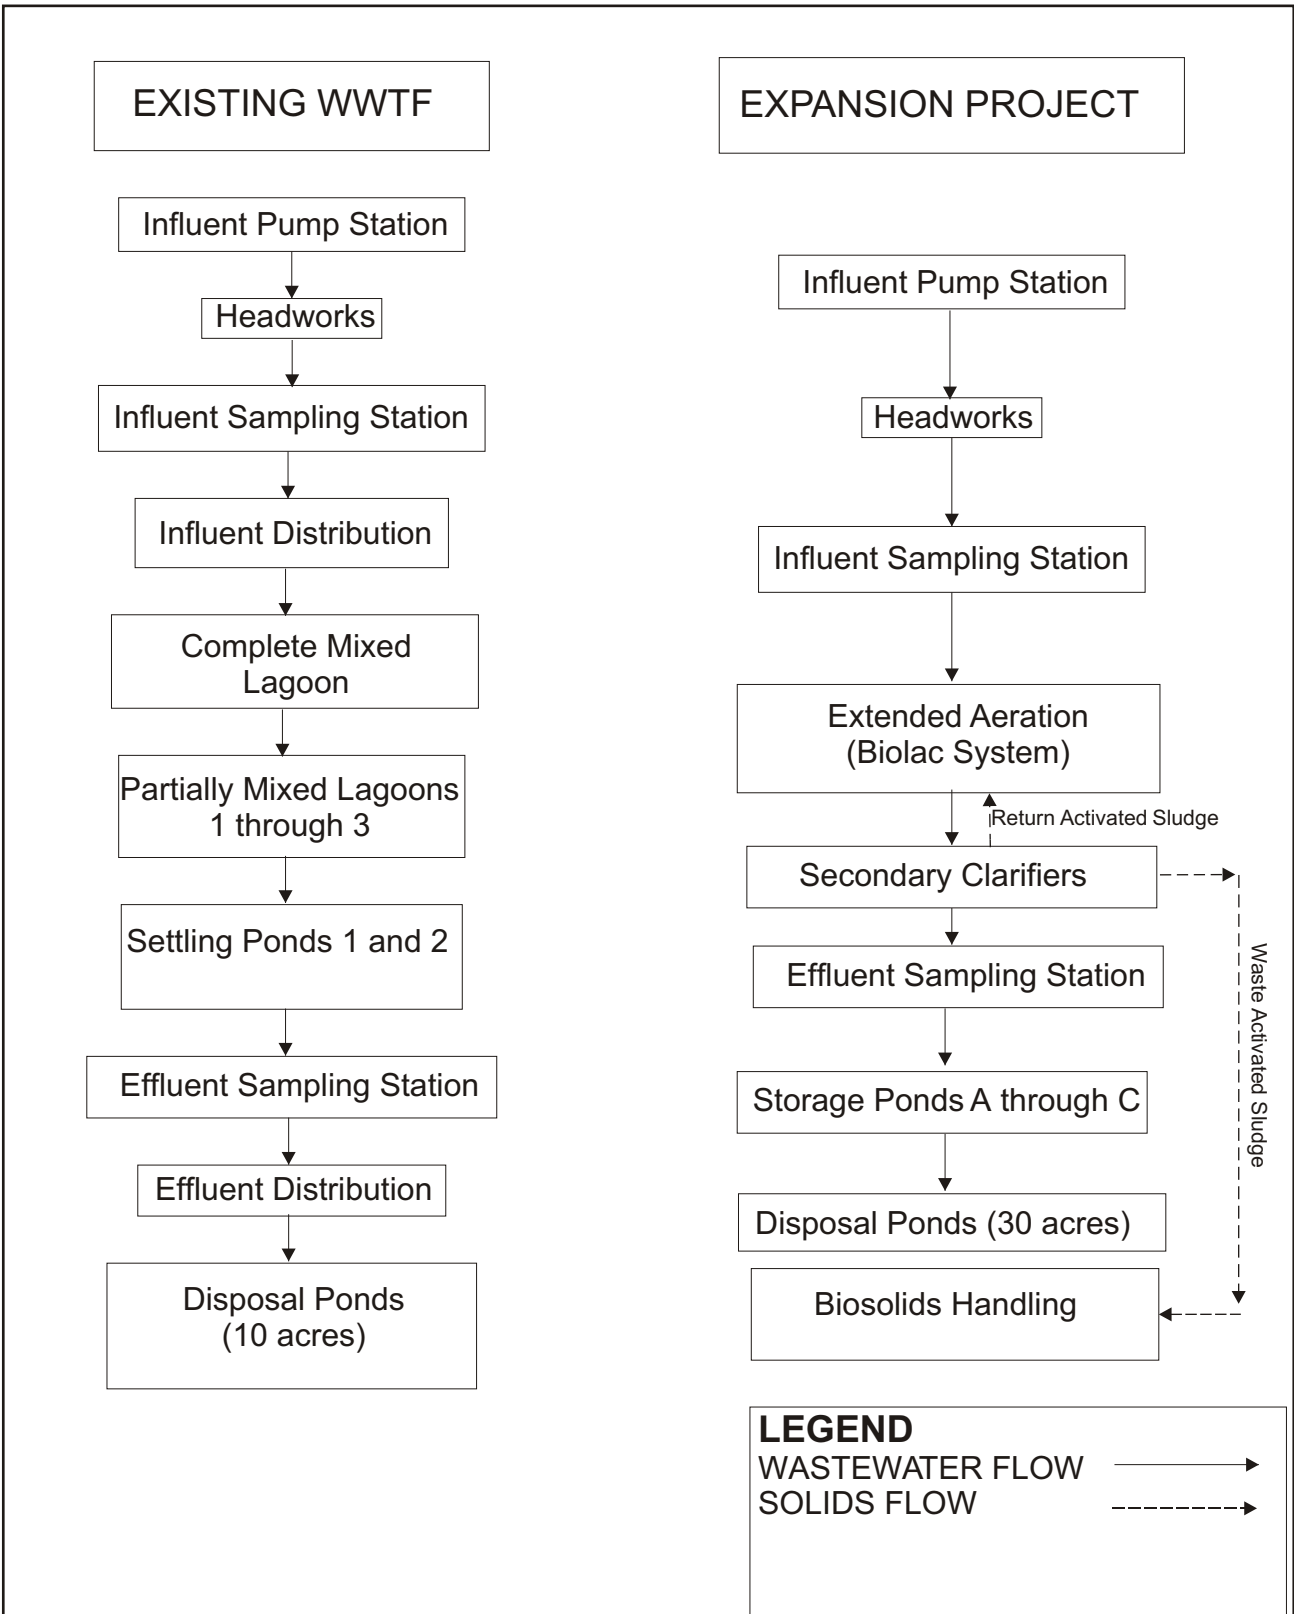 EXISTING WWTF
Influent Pump Station
Headworks
Influent Sampling Station
Influent Distribution
Complete Mixed
Lagoon
Partially Mixed Lagoons
1 through 3
Settling Ponds 1 and 2
Effluent Sampling Station
Effluent Distribution
Disposal Ponds
(10 acres)
EXPANSION PROJECT
Influent Pump Station
Headworks
Influent Sampling Station
Extended Aeration
(Biolac System)
Return Activated Sludge
Secondary Clarifiers
Waste Activated Sludge
Effluent Sampling Station
Storage Ponds A through C
Disposal Ponds (30 acres)
Biosolids Handling
LEGEND
WASTEWATER FLOW
SOLIDS FLOW